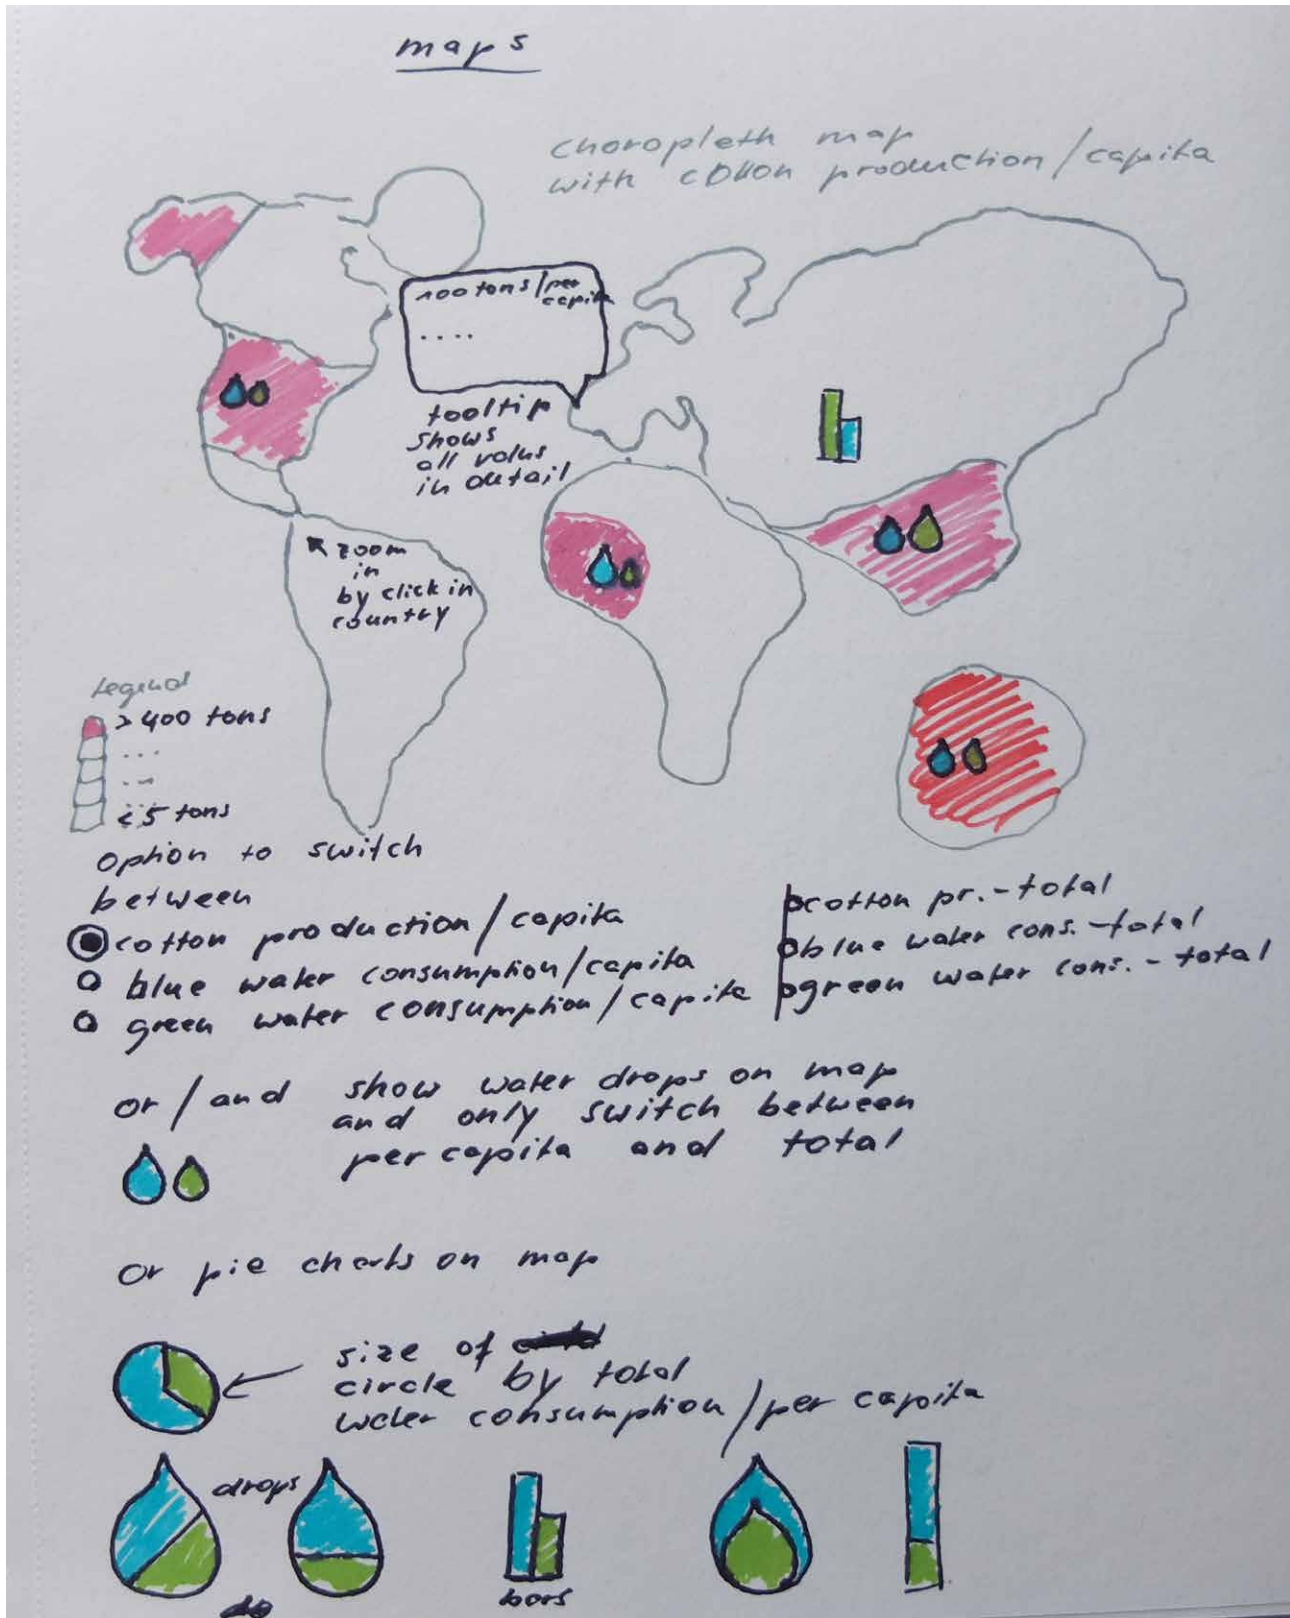 maps
choropleth map
with cotton production/capita
100 tons/per
capita
....
tooltip
shows
all valus
in detail
zoom
in
by click in
country
Legend
> 400 tons
...
...
< 5 tons
option to switch
between
cotton production/capita
blue water consumption/capita
green water consumption/capita
cotton pr.-total
blue water cons.-total
green water cons.-total
or/and show water drops on map
and only switch between
per capita and total
or pie charts on map
size of
circle by total
water consumption/per capita
drops
bars